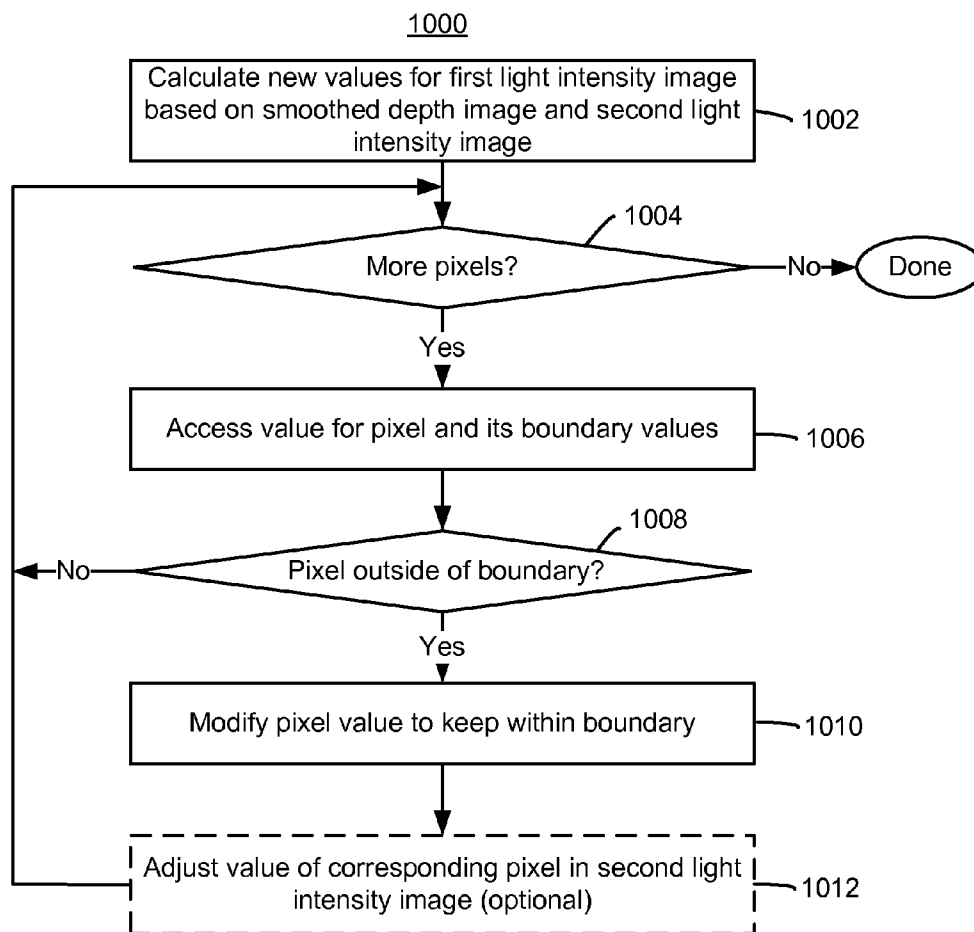 1000
Calculate new values for first light intensity image
based on smoothed depth image and second light
intensity image
1002
1004
More pixels?
No
Done
Yes
Access value for pixel and its boundary values
1006
1008
Pixel outside of boundary?
No
Yes
Modify pixel value to keep within boundary
1010
Adjust value of corresponding pixel in second light
intensity image (optional)
1012